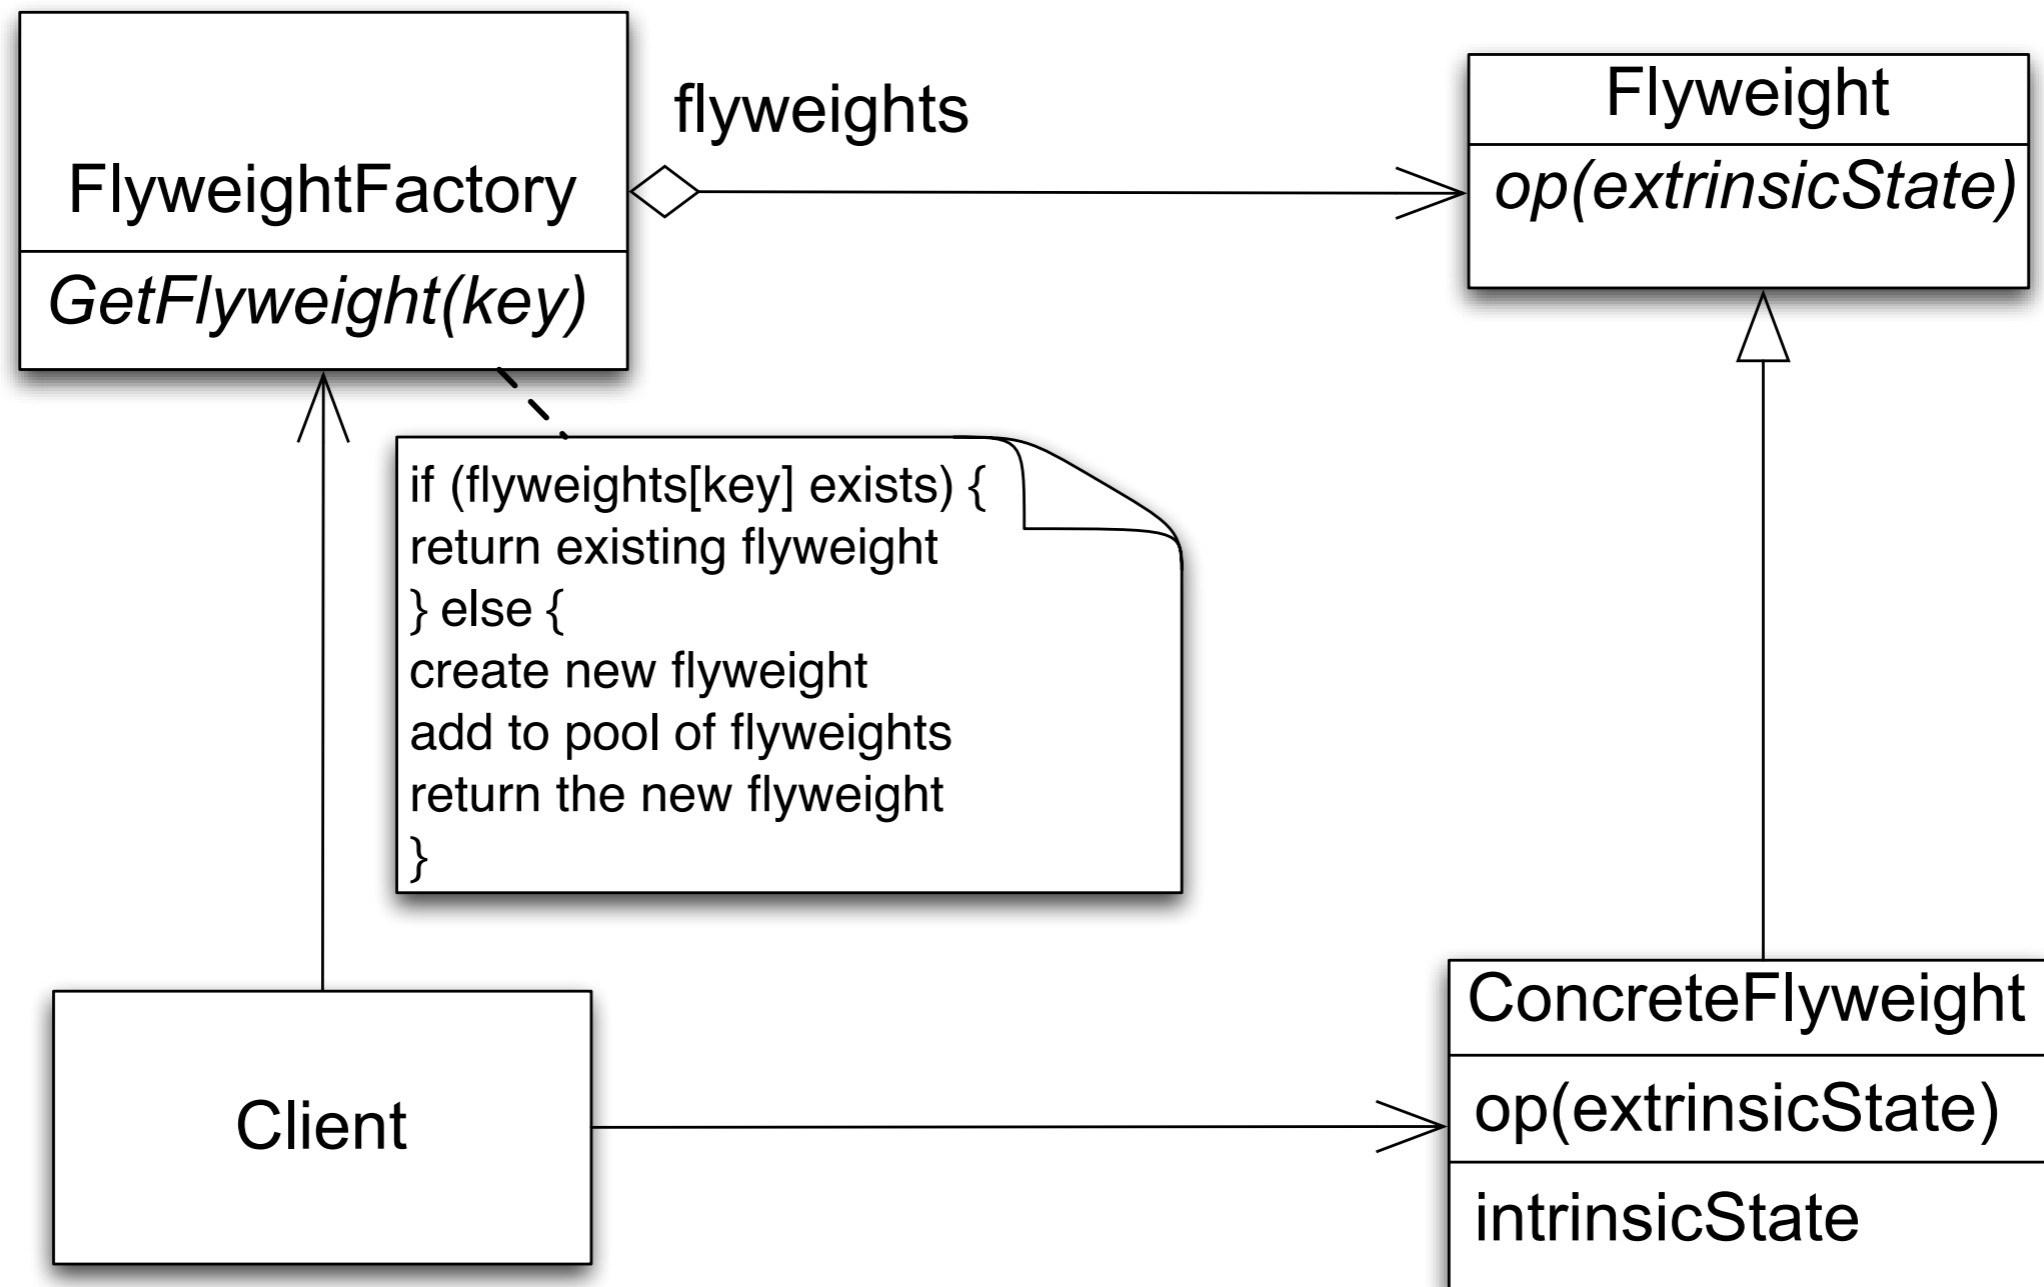 flyweights
FlyweightFactory
GetFlyweight(key)
Flyweight
op(extrinsicState)
if (flyweights[key] exists) {
return existing flyweight
} else {
create new flyweight
add to pool of flyweights
return the new flyweight
}
Client
ConcreteFlyweight
op(extrinsicState)
intrinsicState